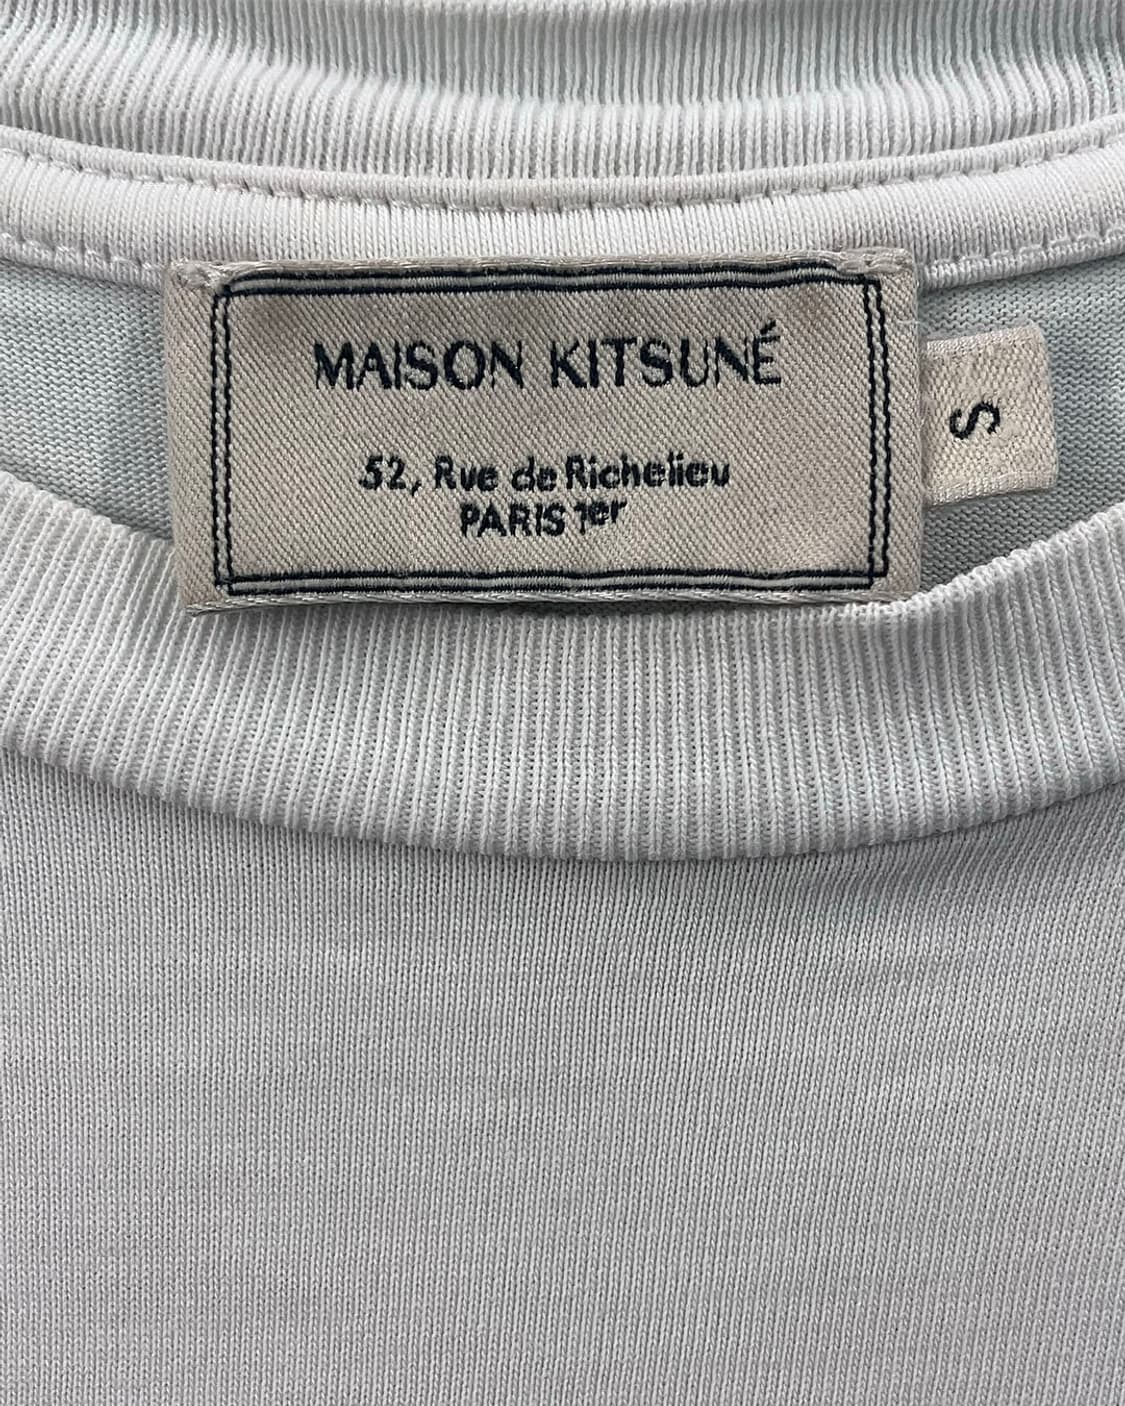 MAISON KITSUNÉ
52, Rue de Richelieu
PARIS 1er
S